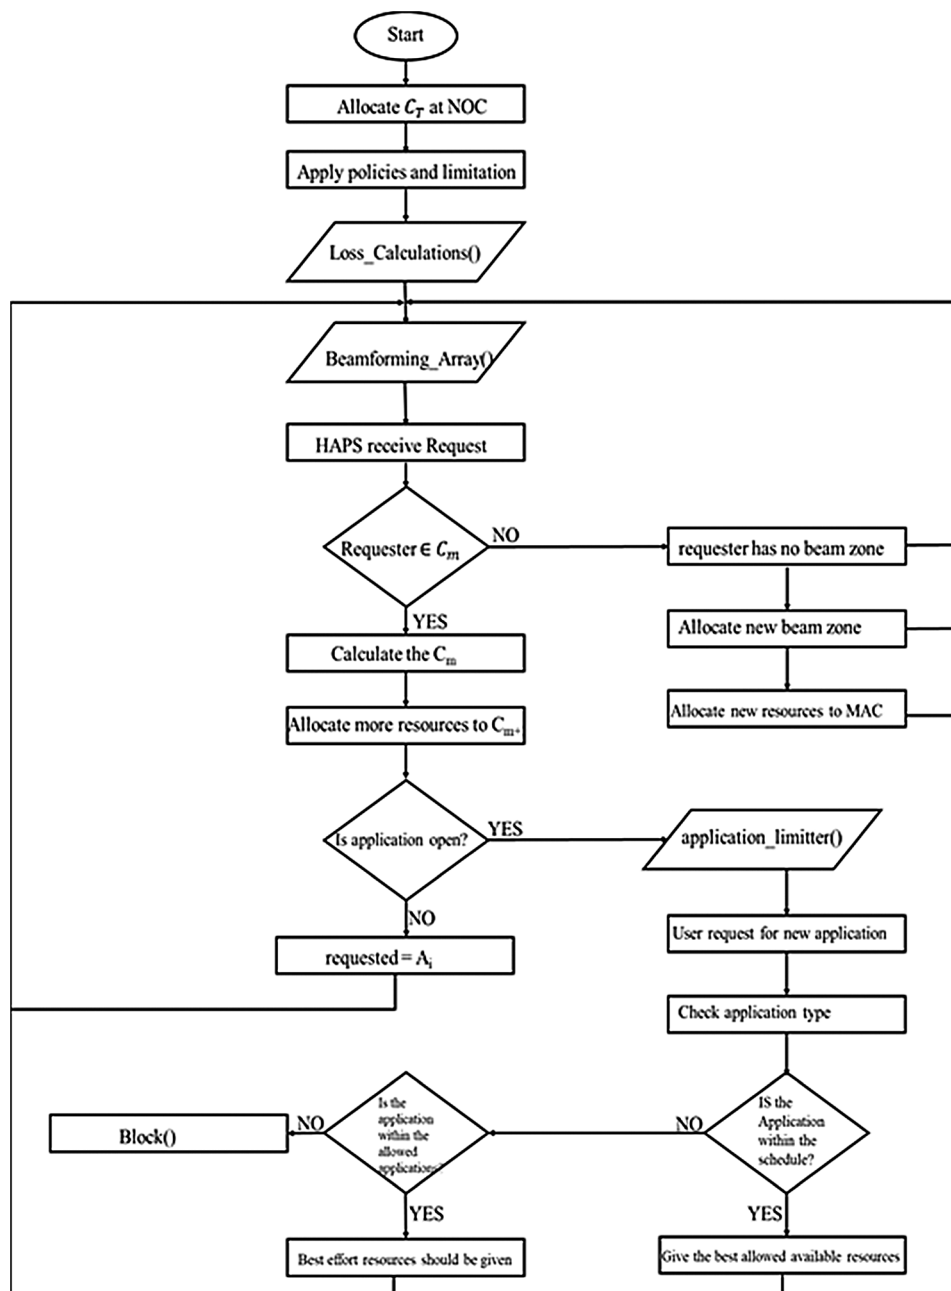 Start
Allocate C_T at NOC
Apply policies and limitation
Loss_Calculations()
Beamforming_Array()
HAPS receive Request
Requester ∈ C_m
NO
requester has no beam zone
YES
Allocate new beam zone
Calculate the C_m
Allocate new resources to MAC
Allocate more resources to C_m+
Is application open?
YES
application_limitter()
NO
User request for new application
requested = A_i
Check application type
IS the
Application
within the
schedule?
NO
Is the
application
within the
allowed
applications?
NO
Block()
YES
YES
Best effort resources should be given
Give the best allowed available resources